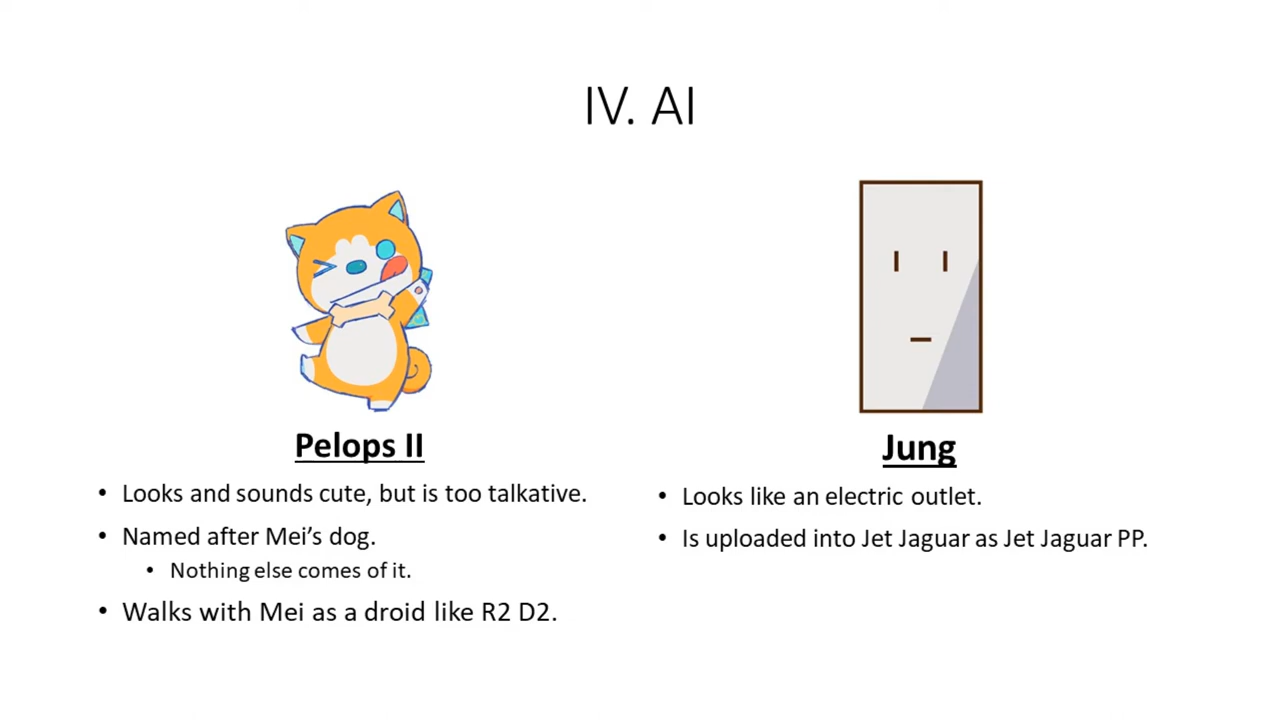 IV. AI
Pelops II
• Looks and sounds cute, but is too talkative.
• Named after Mei’s dog.
• Nothing else comes of it.
• Walks with Mei as a droid like R2 D2.
Jung
• Looks like an electric outlet.
• Is uploaded into Jet Jaguar as Jet Jaguar PP.